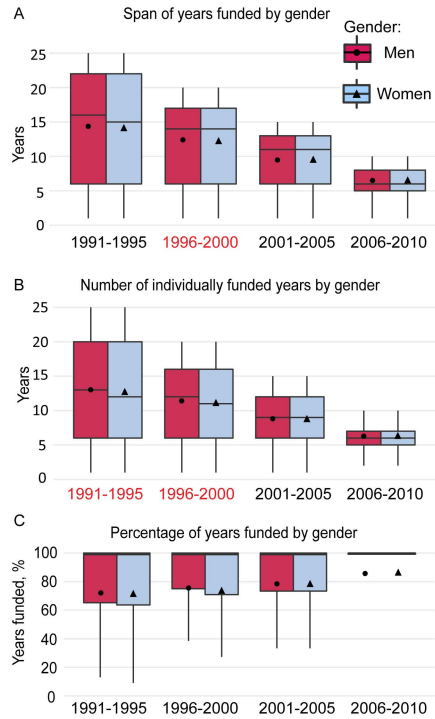 A
Span of years funded by gender
Gender:
Men
Women
Years
25
20
15
10
5
0
1991-1995
1996-2000
2001-2005
2006-2010
B
Number of individually funded years by gender
Years
25
20
15
10
5
0
1991-1995
1996-2000
2001-2005
2006-2010
C
Percentage of years funded by gender
Years funded, %
100
80
60
40
20
0
1991-1995
1996-2000
2001-2005
2006-2010